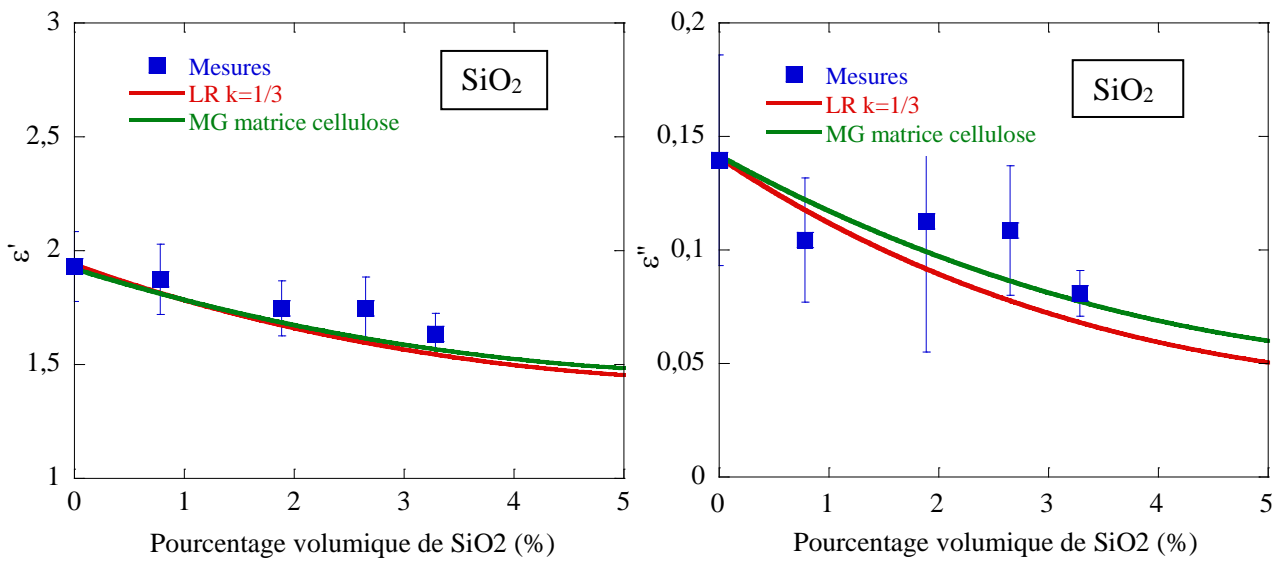 3
2,5
2
1,5
1
ε'
Mesures
LR k=1/3
MG matrice cellulose
SiO₂
0
1
2
3
4
5
Pourcentage volumique de SiO2 (%)
0,2
0,15
0,1
0,05
0
ε"
Mesures
LR k=1/3
MG matrice cellulose
SiO₂
0
1
2
3
4
5
Pourcentage volumique de SiO2 (%)